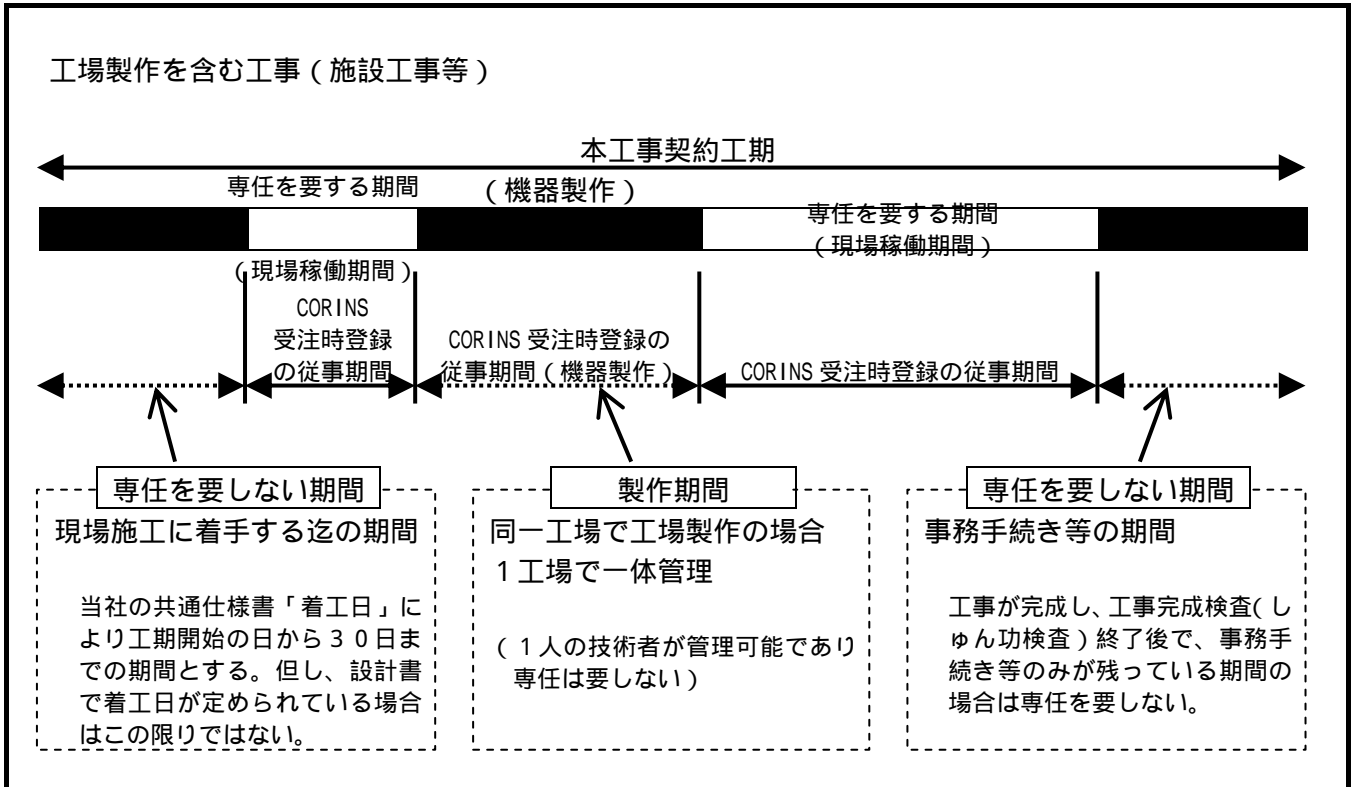 工場製作を含む工事（施設工事等）
本工事契約工期
専任を要する期間
（機器製作）
専任を要する期間
（現場稼働期間）
（現場稼働期間）
CORINS
受注時登録
の従事期間
CORINS 受注時登録の
従事期間（機器製作）
CORINS 受注時登録の従事期間
専任を要しない期間
現場施工に着手する迄の期間
当社の共通仕様書「着工日」に
より工期開始の日から３０日ま
での期間とする。但し、設計書
で着工日が定められている場合
はこの限りではない。
製作期間
同一工場で工場製作の場合
１工場で一体管理
（１人の技術者が管理可能であり
専任は要しない）
専任を要しない期間
事務手続き等の期間
工事が完成し、工事完成検査(し
ゅん功検査）終了後で、事務手
続き等のみが残っている期間の
場合は専任を要しない。